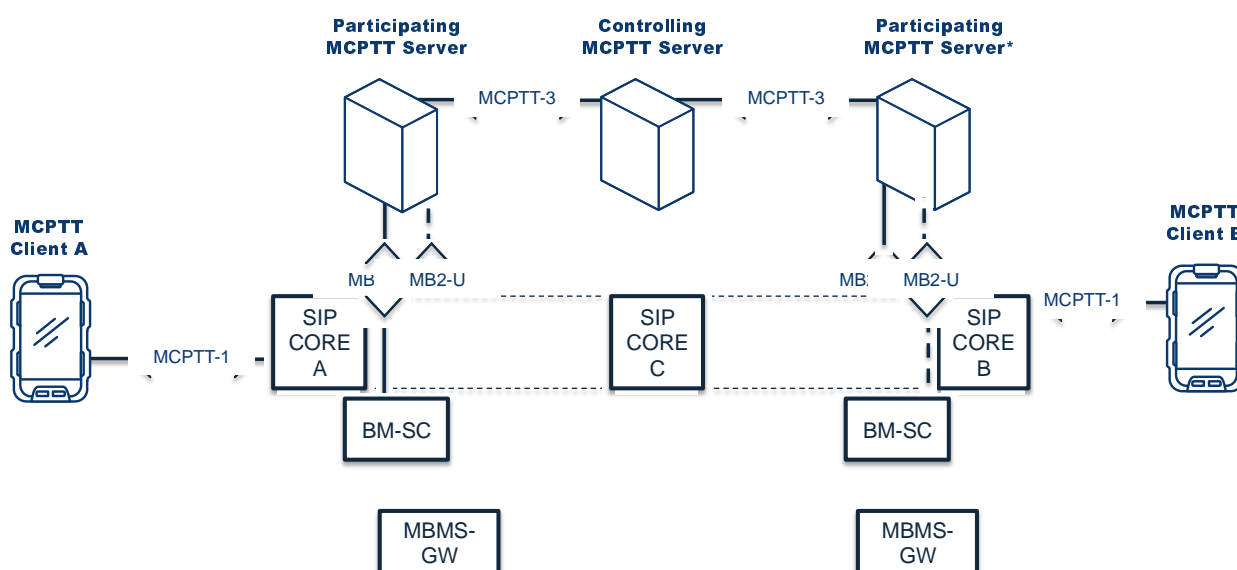 Participating
MCPTT Server
Controlling
MCPTT Server
Participating
MCPTT Server*
MCPTT-3
MCPTT-3
MCPTT
Client A
MCPTT
Client
MB
MB2-U
MB2-U
MCPTT-1
SIP
CORE
A
SIP
CORE
C
SIP
CORE
B
MCPTT-1
BM-SC
BM-SC
MBMS-
GW
MBMS-
GW